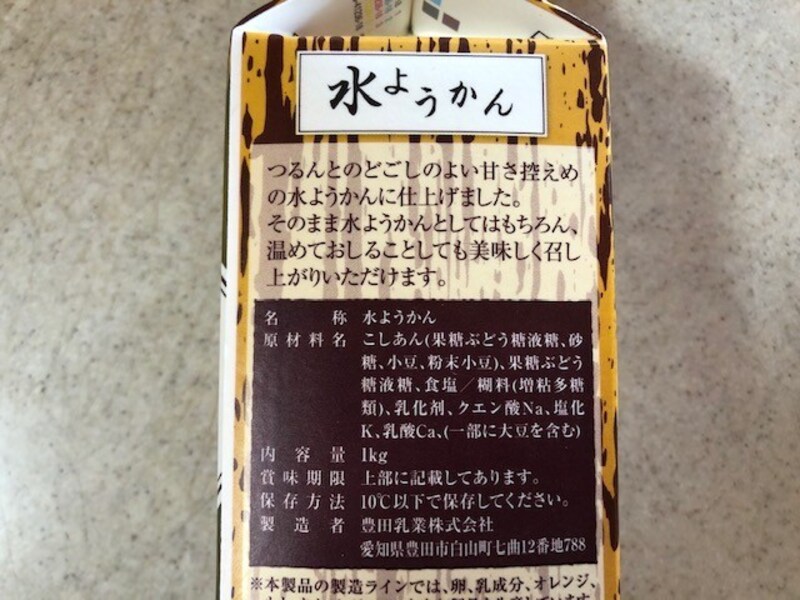 水ようかん
つるんとのどごしのよい甘さ控えめ
の水ようかんに仕上げました。
そのまま水ようかんとしてはもちろん、
温めておしることしても美味しく召し
上がりいただけます。
名称 水ようかん
原材料名 こしあん(果糖ぶどう糖液糖、砂
糖、小豆、粉末小豆)、果糖ぶどう
糖液糖、食塩／糊料(増粘多糖
類)、乳化剤、クエン酸Na、塩化
K、乳酸Ca、(一部に大豆を含む)
内容量 1kg
賞味期限 上部に記載してあります。
保存方法 10℃以下で保存してください。
製造者 豊田乳業株式会社
愛知県豊田市白山町七曲12番地788
※本製品の製造ラインでは、卵、乳成分、オレンジ、